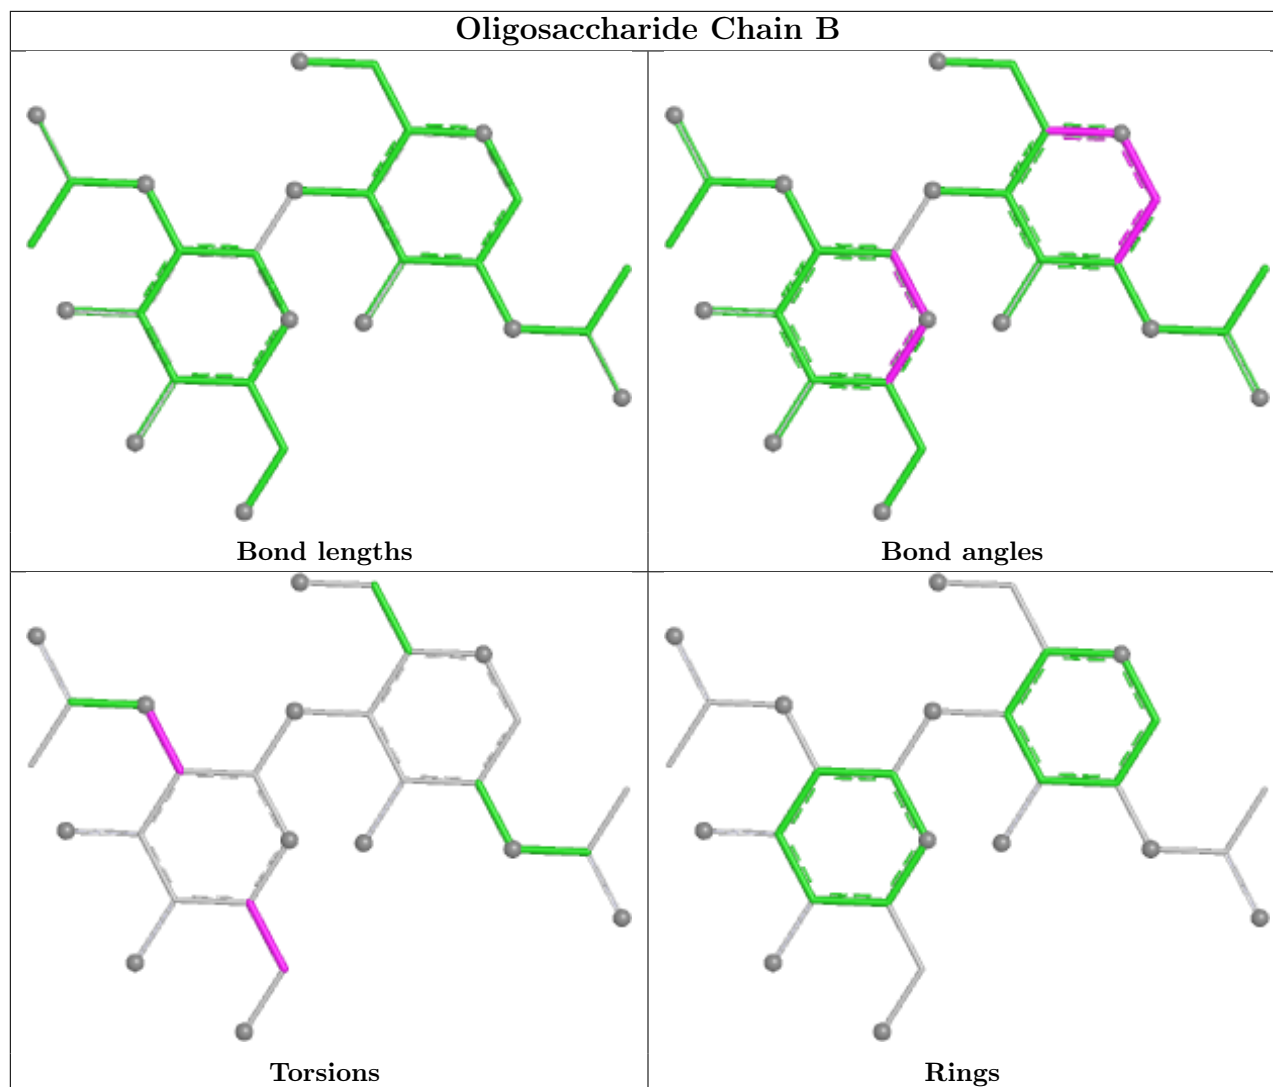 Oligosaccharide Chain B
Bond lengths
Bond angles
Torsions
Rings